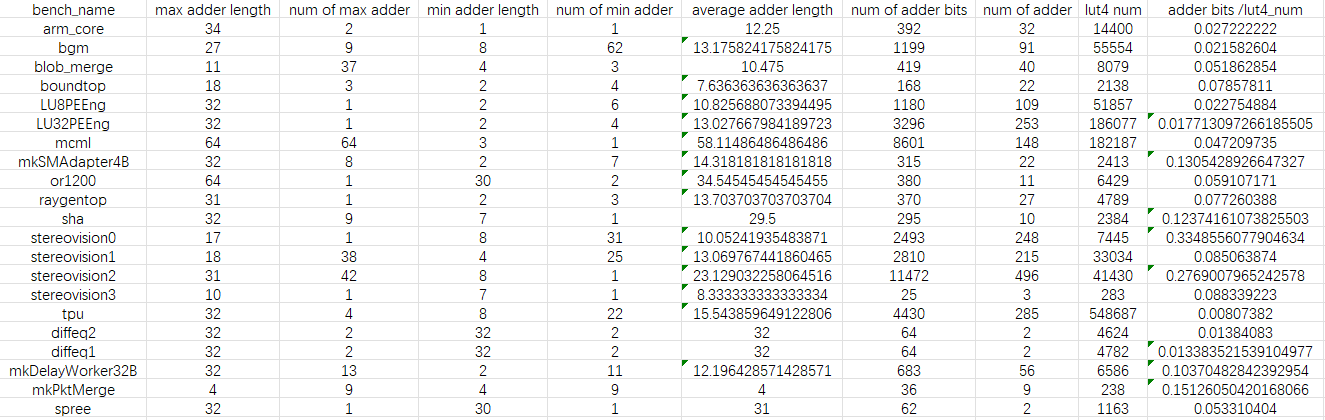 bench_name max adder length num of max adder min adder length num of min adder average adder length num of adder bits num of adder lut4 num adder bits /lut4_num
arm_core 34 2 1 1 12.25 392 32 14400 0.027222222
bgm 27 9 8 62 13.175824175824175 1199 91 55554 0.021582604
blob_merge 11 37 4 3 10.475 419 40 8079 0.051862854
boundtop 18 3 2 4 7.636363636363637 168 22 2138 0.07857811
LU8PEEng 32 1 2 6 10.825688073394495 1180 109 51857 0.022754884
LU32PEEng 32 1 2 4 13.027667984189723 3296 253 186077 0.017713097266185505
mcml 64 64 3 1 58.11486486486486 8601 148 182187 0.047209735
mkSMAdapter4B 32 8 2 7 14.318181818181818 315 22 2413 0.1305428926647327
or1200 64 1 30 2 34.54545454545455 380 11 6429 0.059107171
raygentop 31 1 2 3 13.703703703703704 370 27 4789 0.077260388
sha 32 9 7 1 29.5 295 10 2384 0.12374161073825503
stereovision0 17 1 8 31 10.05241935483871 2493 248 7445 0.3348556077904634
stereovision1 18 38 4 25 13.069767441860465 2810 215 33034 0.085063874
stereovision2 31 42 8 1 23.129032258064516 11472 496 41430 0.2769007965242578
stereovision3 10 1 7 1 8.333333333333334 25 3 283 0.088339223
tpu 32 4 8 22 15.543859649122806 4430 285 548687 0.00807382
diffeq2 32 2 32 2 32 64 2 4624 0.01384083
diffeq1 32 2 32 2 32 64 2 4782 0.013383521539104977
mkDelayWorker32B 32 13 2 11 12.196428571428571 683 56 6586 0.10370482842392954
mkPktMerge 4 9 4 9 4 36 9 238 0.15126050420168066
spree 32 1 30 1 31 62 2 1163 0.053310404